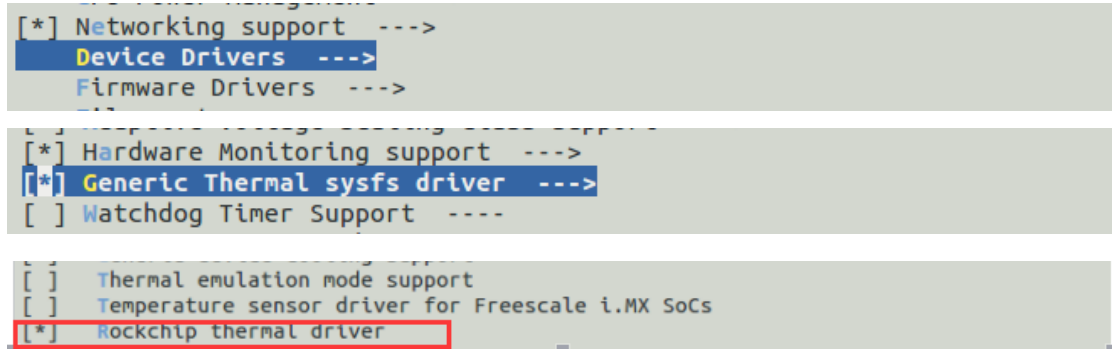 [*] Networking support --->
Device Drivers --->
Firmware Drivers --->
[*] Hardware Monitoring support --->
[*] Generic Thermal sysfs driver --->
[ ] Watchdog Timer Support ----
[ ] Thermal emulation mode support
[ ] Temperature sensor driver for Freescale i.MX SoCs
[*] Rockchip thermal driver